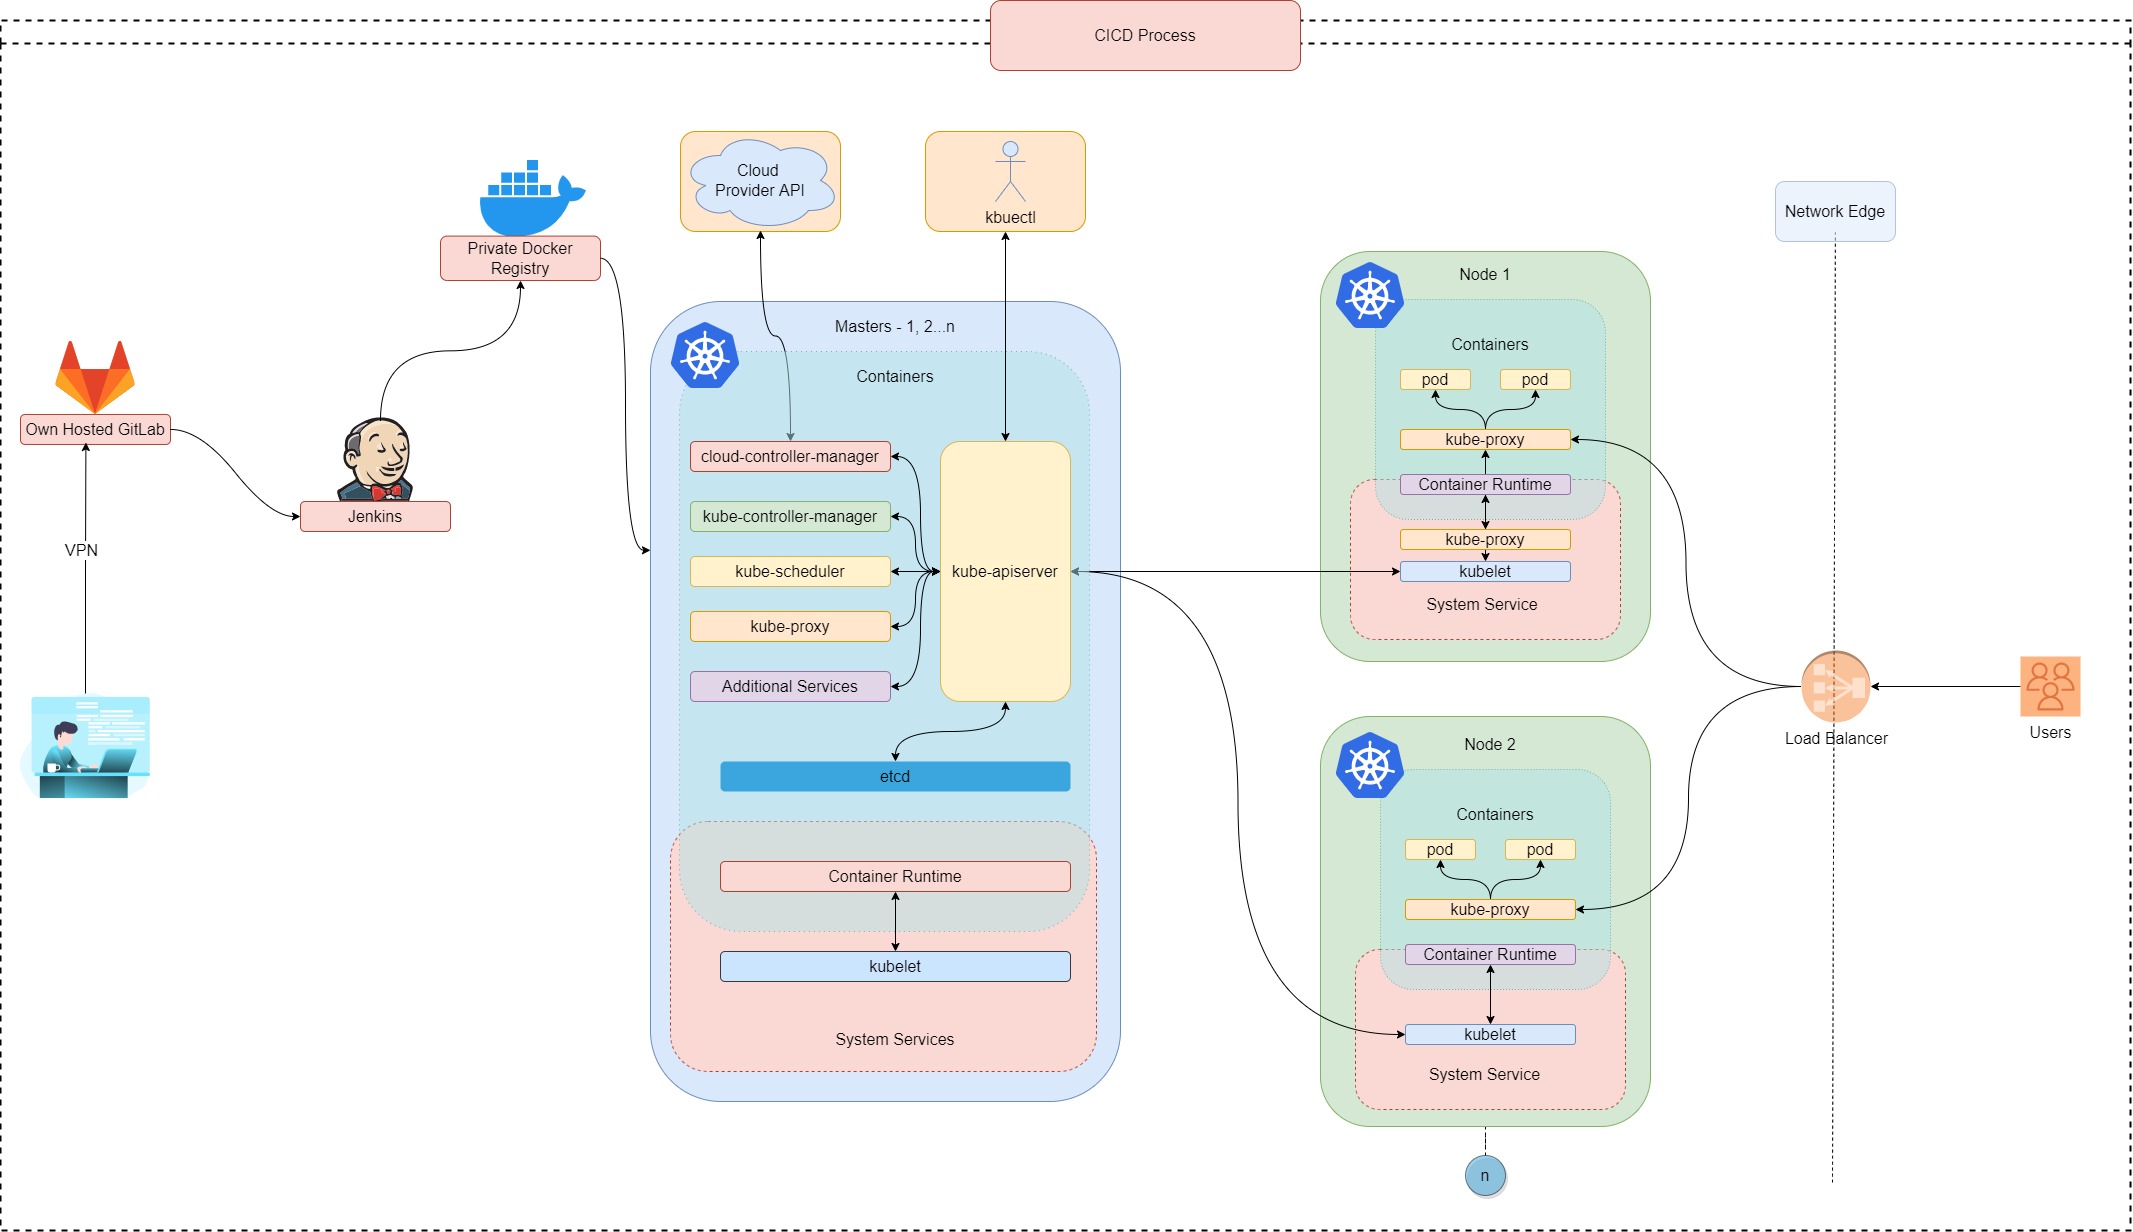 CICD Process
Cloud
Provider API
kbuectl
Network Edge
Private Docker
Registry
Own Hosted GitLab
Jenkins
VPN
Masters - 1, 2...n
Containers
cloud-controller-manager
kube-controller-manager
kube-scheduler
kube-proxy
Additional Services
kube-apiserver
etcd
Container Runtime
kubelet
System Services
Node 1
Containers
pod
pod
kube-proxy
Container Runtime
kube-proxy
kubelet
System Service
Node 2
Containers
pod
pod
kube-proxy
Container Runtime
kubelet
System Service
n
Load Balancer
Users